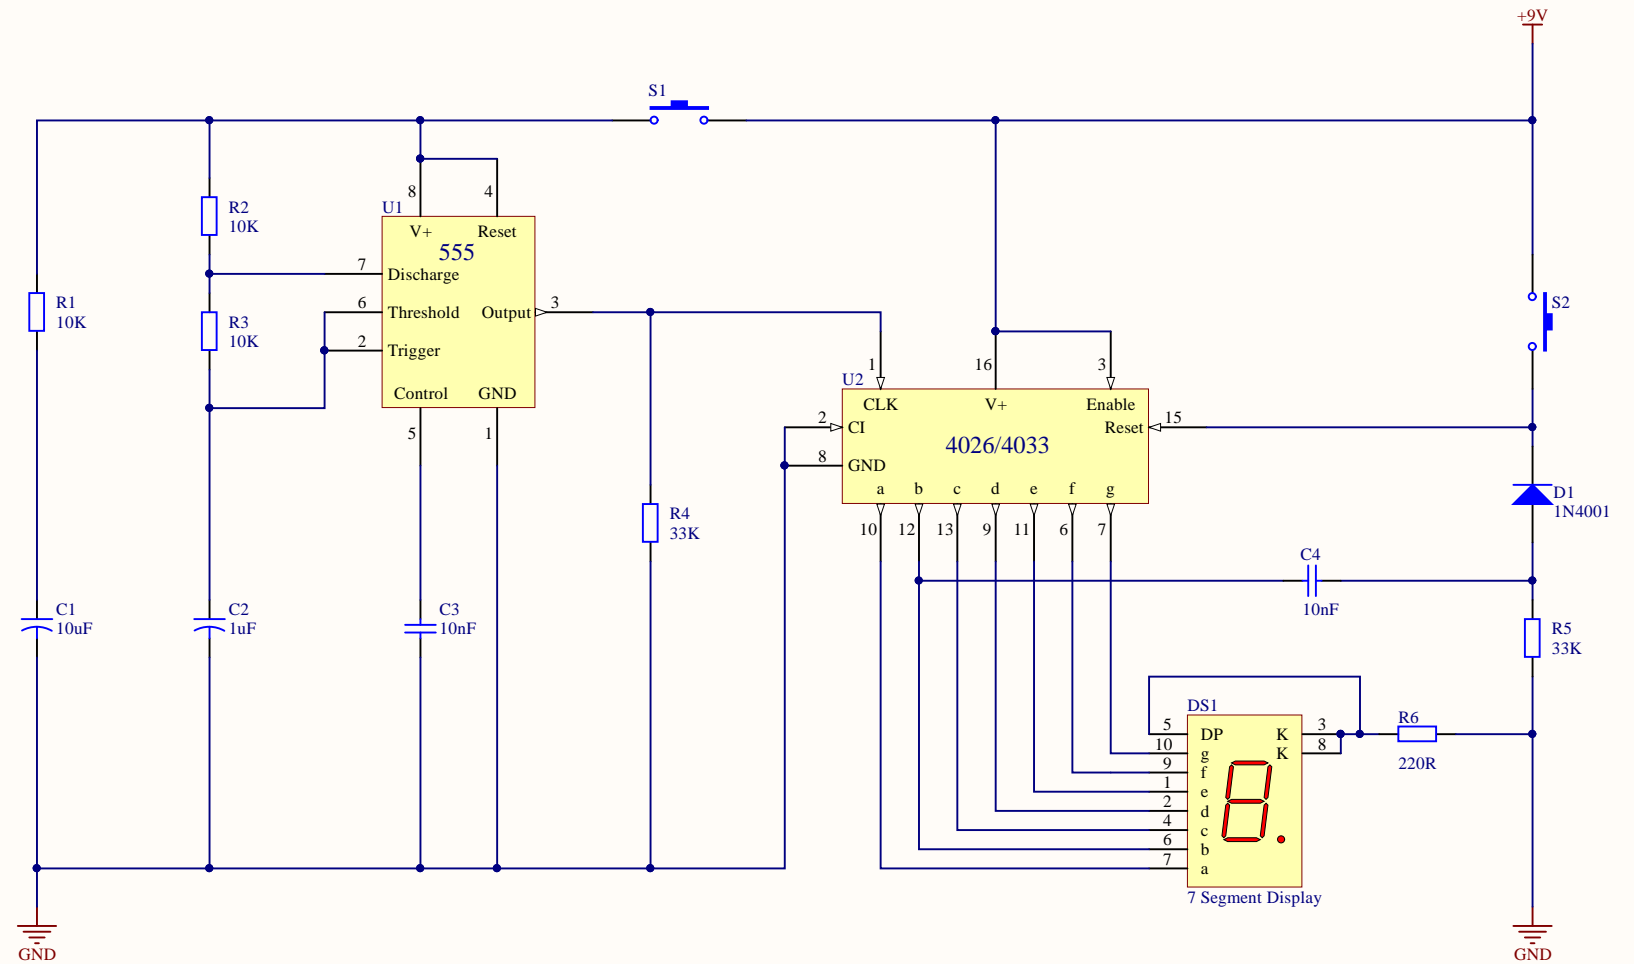 +9V
S1
8
4
U1
R2
10K
V+
Reset
555
7
Discharge
R1
10K
R3
10K
6
Threshold
Output
3
2
Trigger
Control
GND
5
1
S2
1
16
3
U2
CLK
V+
Enable
2
CI
Reset
15
4026/4033
8
GND
a
b
c
d
e
f
g
10
12
13
9
11
6
7
D1
1N4001
R4
33K
C4
10nF
C1
10uF
C2
1uF
C3
10nF
R5
33K
DS1
5
DP
K
3
10
g
K
8
9
f
1
e
2
d
4
c
6
b
7
a
R6
220R
7 Segment Display
GND
GND